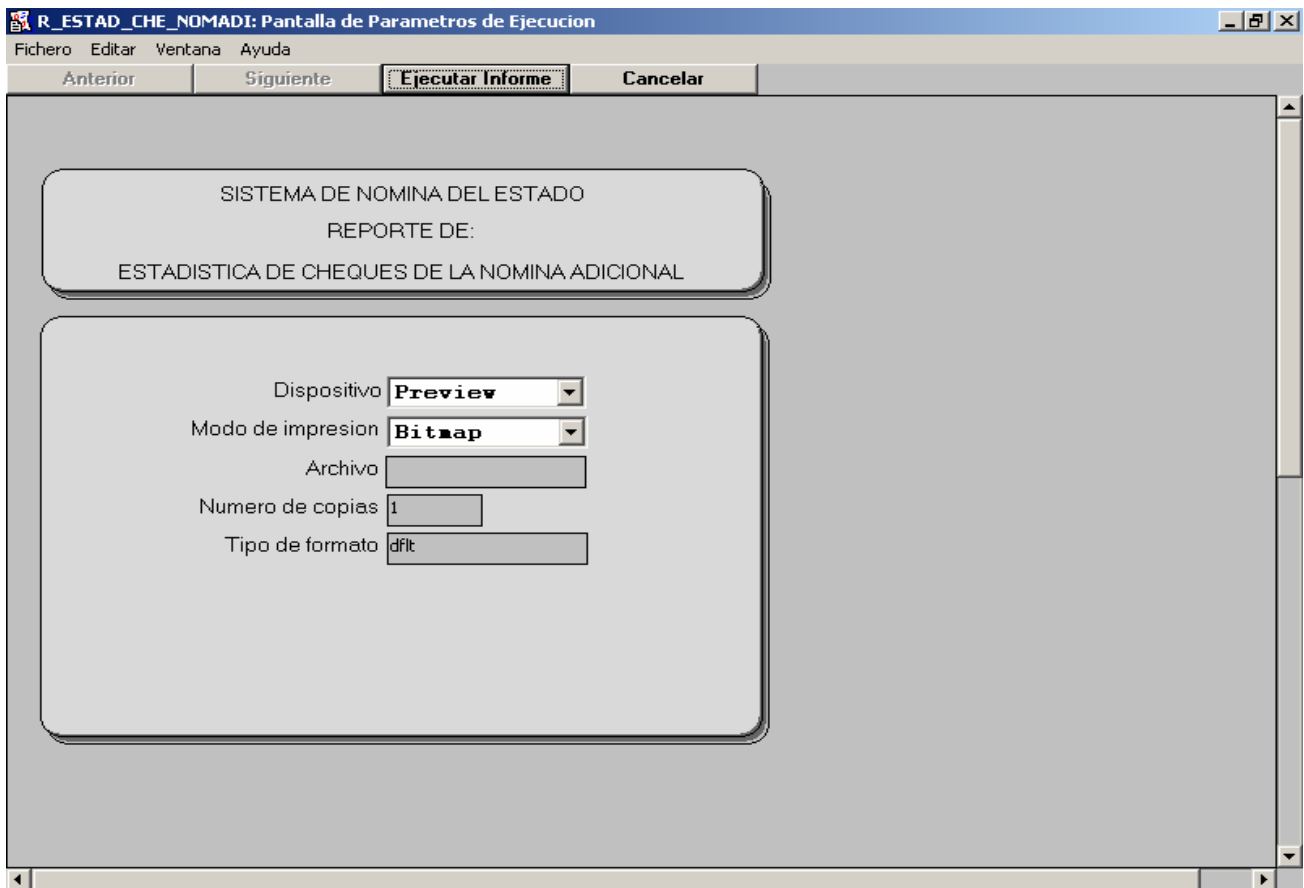 R_ESTAD_CHE_NOMADI: Pantalla de Parametros de Ejecucion
Fichero Editar Ventana Ayuda
Anterior Siguiente Ejecutar Informe Cancelar
SISTEMA DE NOMINA DEL ESTADO
REPORTE DE:
ESTADISTICA DE CHEQUES DE LA NOMINA ADICIONAL
Dispositivo Preview
Modo de impresion Bitmap
Archivo
Numero de copias 1
Tipo de formato dflt